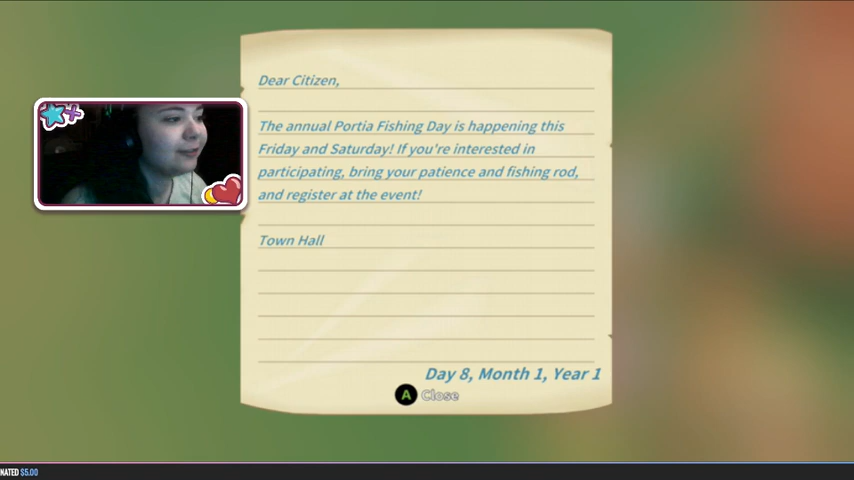 Dear Citizen,
The annual Portia Fishing Day is happening this
Friday and Saturday! If you're interested in
participating, bring your patience and fishing rod,
and register at the event!
Town Hall
Day 8, Month 1, Year 1
A Close
NATED $5.00